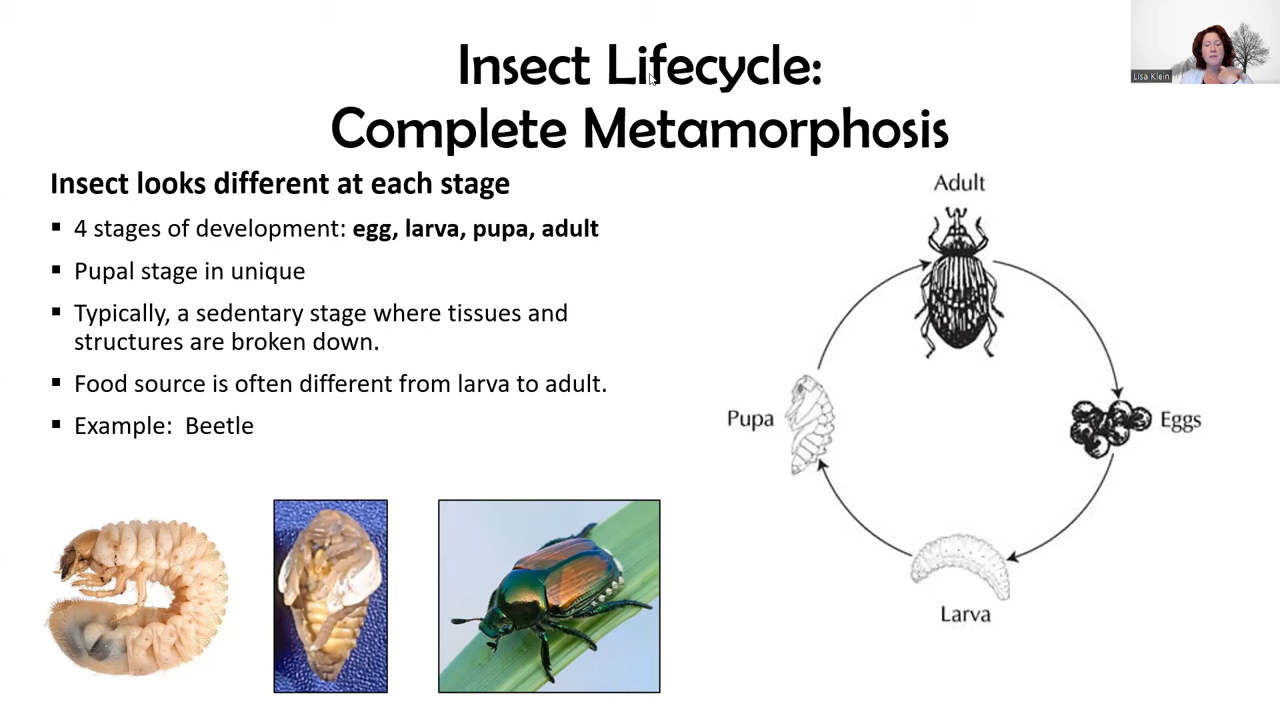 Insect Lifecycle:
Complete Metamorphosis
Lisa Klein
Insect looks different at each stage
▪ 4 stages of development: egg, larva, pupa, adult
▪ Pupal stage in unique
▪ Typically, a sedentary stage where tissues and
structures are broken down.
▪ Food source is often different from larva to adult.
▪ Example:  Beetle
Adult
Pupa
Eggs
Larva